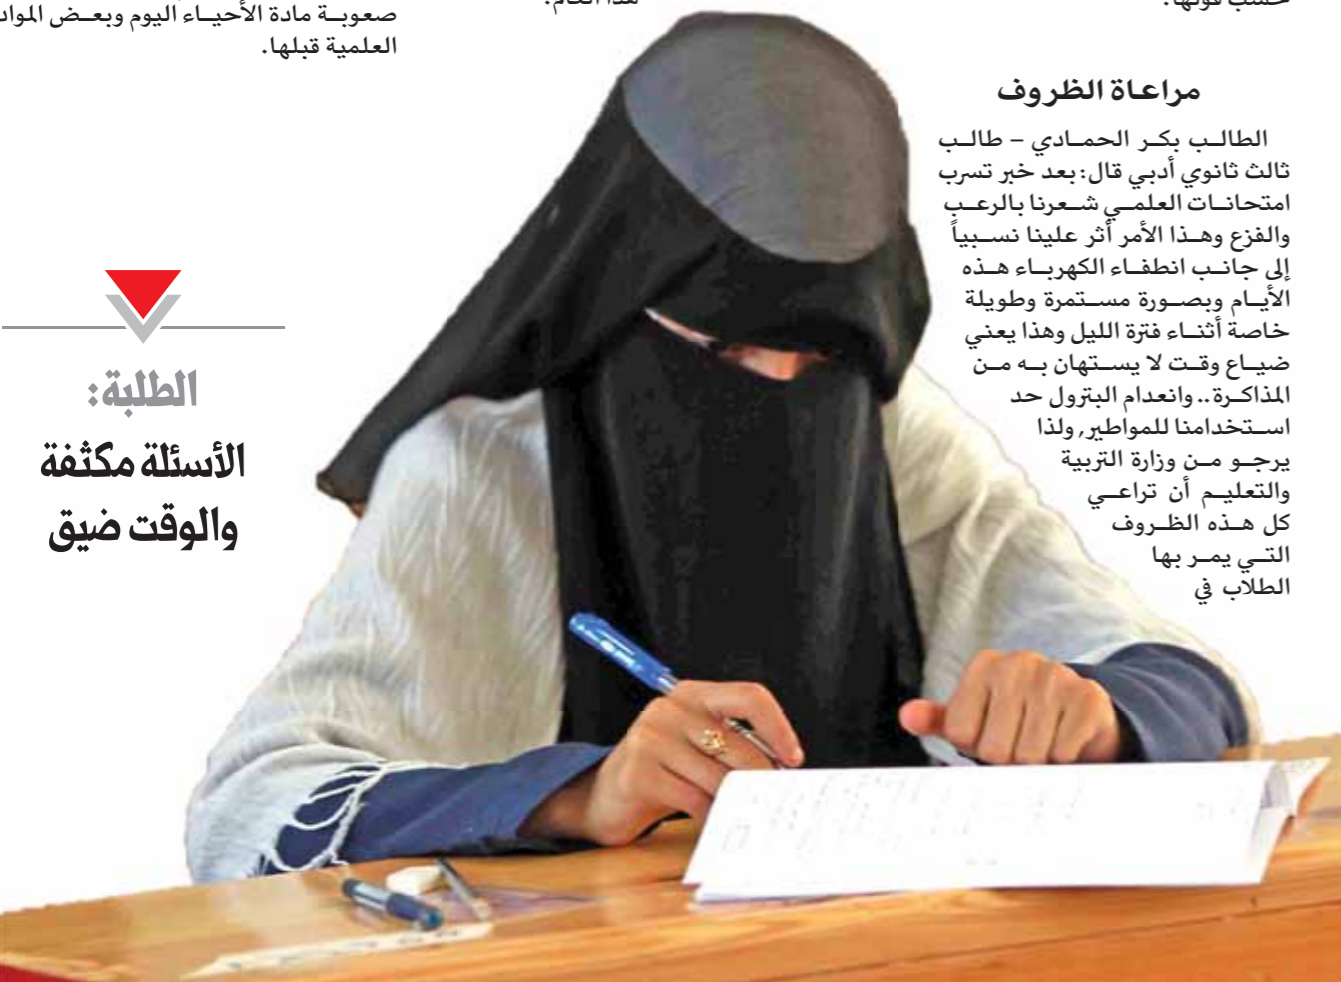 حسب قولها.
مراعاة الظروف
الطالب بكر الحمادي – طالب
ثالث ثانوي أدبي قال: بعد خبر تسرب
امتحانات العلمي شعرنا بالرعب
والفزع وهذا الأمر أثر علينا نسبياً
إلى جانب انطفاء الكهرباء هذه
الأيام وبصورة مستمرة وطويلة
خاصة أثناء فترة الليل وهذا يعني
ضياع وقت لا يستهان به من
المذاكرة.. وانعدام البترول حد
استخدامنا للمواطير, ولذا
يرجو من وزارة التربية
والتعليم أن تراعي
كل هذه الظروف
التي يمر بها
الطلاب في
هذا العام.
صعوبة مادة الأحياء اليوم وبعض المواد
العلمية قبلها.
الطلبة:
الأسئلة مكثفة
والوقت ضيق